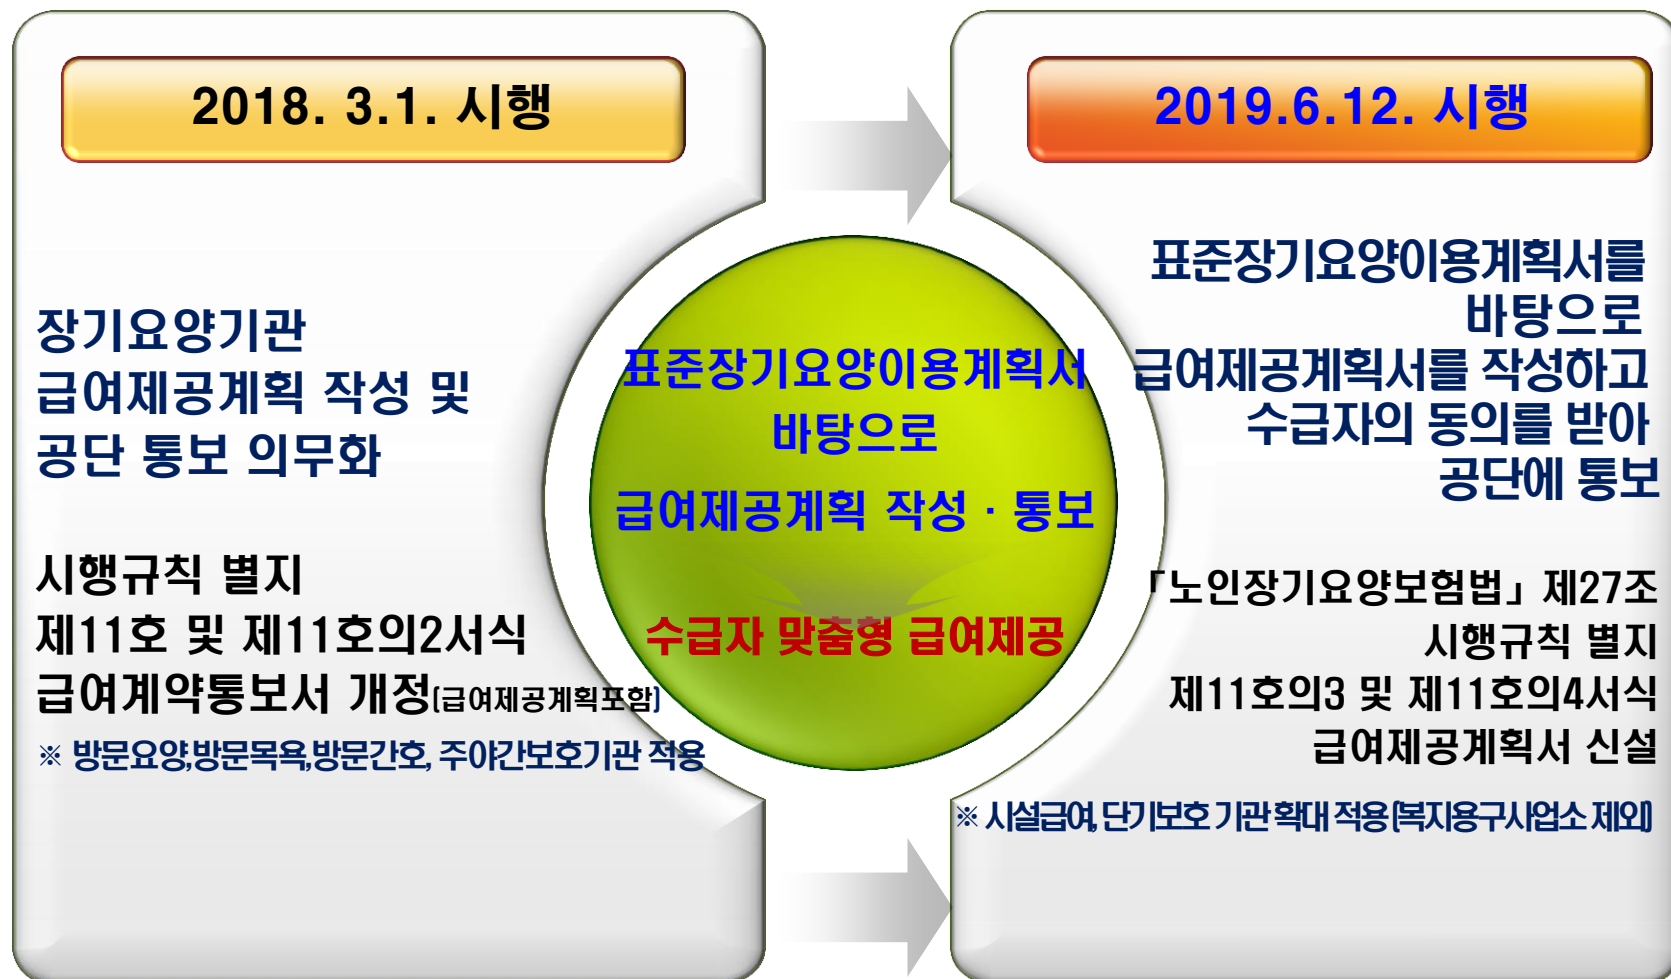 2018. 3.1. 시행
장기요양기관
급여제공계획 작성 및
공단 통보 의무화
시행규칙 별지
제11호 및 제11호의2서식
급여계약통보서 개정(급여제공계획포함)
※ 방문요양,방문목욕,방문간호, 주야간보호기관 적용
표준장기요양이용계획서
바탕으로
급여제공계획 작성 · 통보
수급자 맞춤형 급여제공
2019.6.12. 시행
표준장기요양이용계획서를
바탕으로
급여제공계획서를 작성하고
수급자의 동의를 받아
공단에 통보
「노인장기요양보험법」 제27조
시행규칙 별지
제11호의3 및 제11호의4서식
급여제공계획서 신설
※ 시설급여, 단기보호 기관 확대 적용(복지용구사업소 제외)